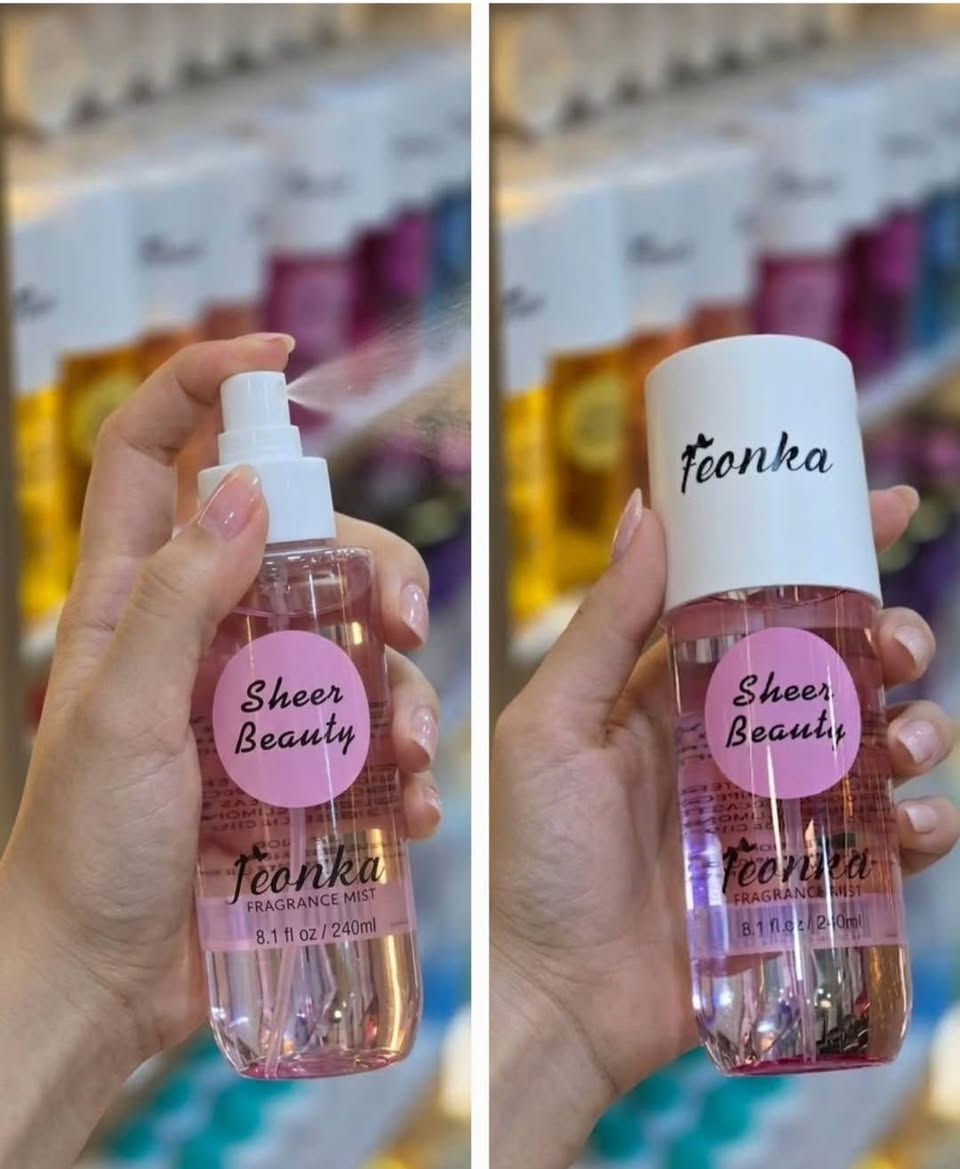 Sheer
Beauty
Feonka
FRAGRANCE MIST
8.1 fl oz / 240ml
Feonka
Sheer
Beauty
Feonka
FRAGRANCE MIST
8.1 fl oz / 240ml